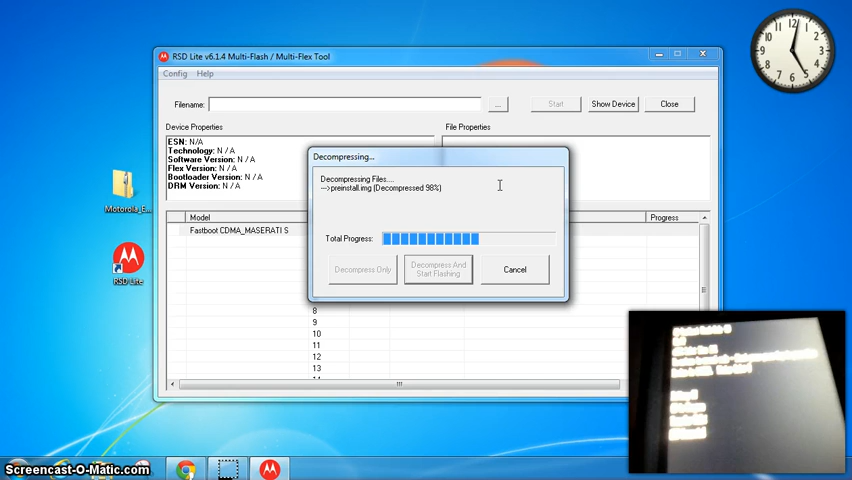 RSD Lite v6.1.4 Multi-Flash / Multi-Flex Tool
Config Help
Filename:
...
Start
Show Device
Close
Device Properties
File Properties
ESN: N/A
Technology: N / A
Software Version: N / A
Flex Version: N / A
Bootloader Version: N / A
DRM Version: N / A
Decompressing...
Decompressing Files....
--->preinstall.img (Decompressed 98%)
Total Progress:
Decompress Only
Decompress And
Start Flashing
Cancel
Model
Progress
Fastboot CDMA_MASERATI S
8
9
10
11
12
13
Motorola_E...
RSD Lite
Screencast-O-Matic.com